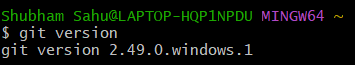 Shubham Sahu@LAPTOP-HQP1NPDU MINGW64 ~
$ git version
git version 2.49.0.windows.1